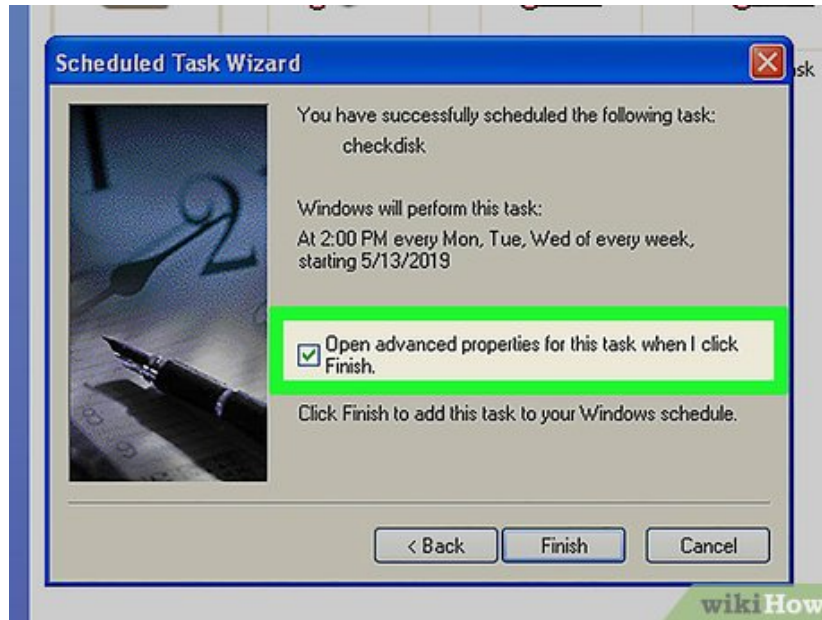 Scheduled Task Wizard
sk
You have successfully scheduled the following task:
checkdisk
Windows will perform this task:
At 2:00 PM every Mon, Tue, Wed of every week,
starting 5/13/2019
Open advanced properties for this task when I click
Finish.
Click Finish to add this task to your Windows schedule.
< Back
Finish
Cancel
wikiHow